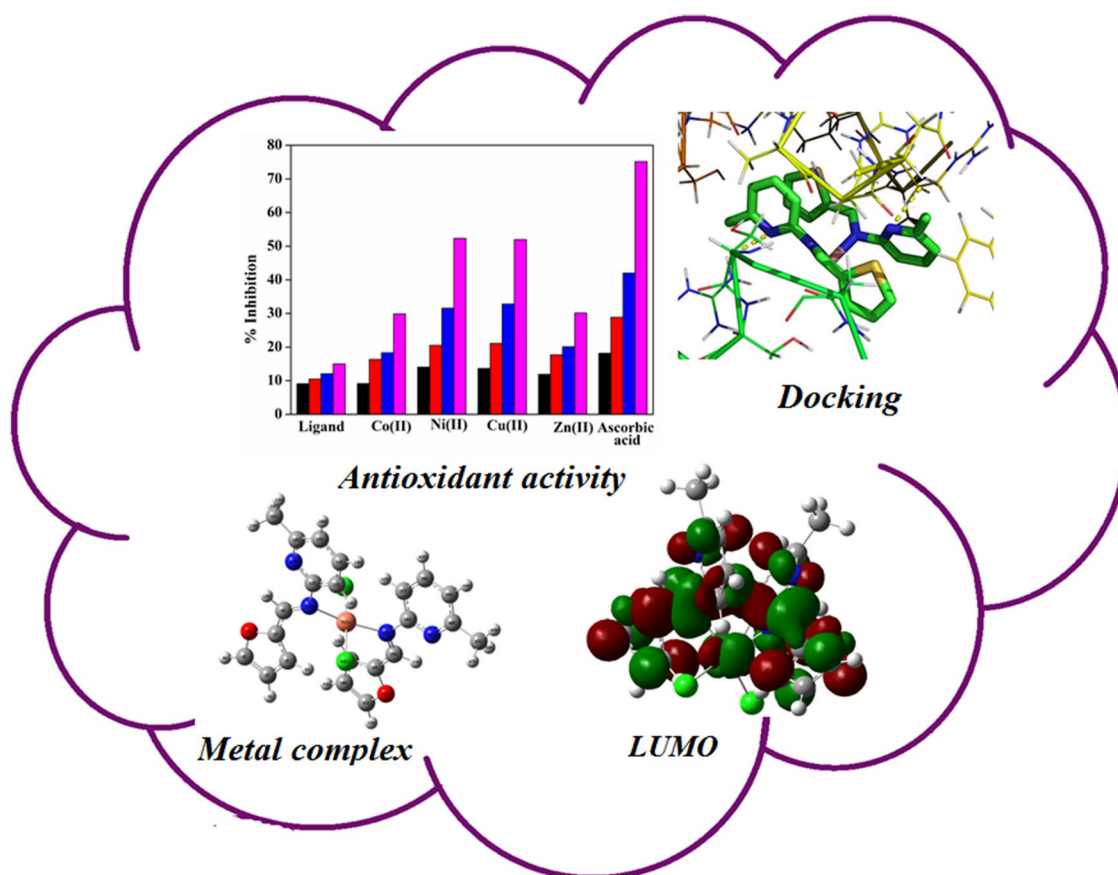 80
70
60
50
40
30
20
10
0
% Inhibition
Ligand Co(II) Ni(II) Cu(II) Zn(II) Ascorbic
acid
Antioxidant activity
Docking
Metal complex
LUMO